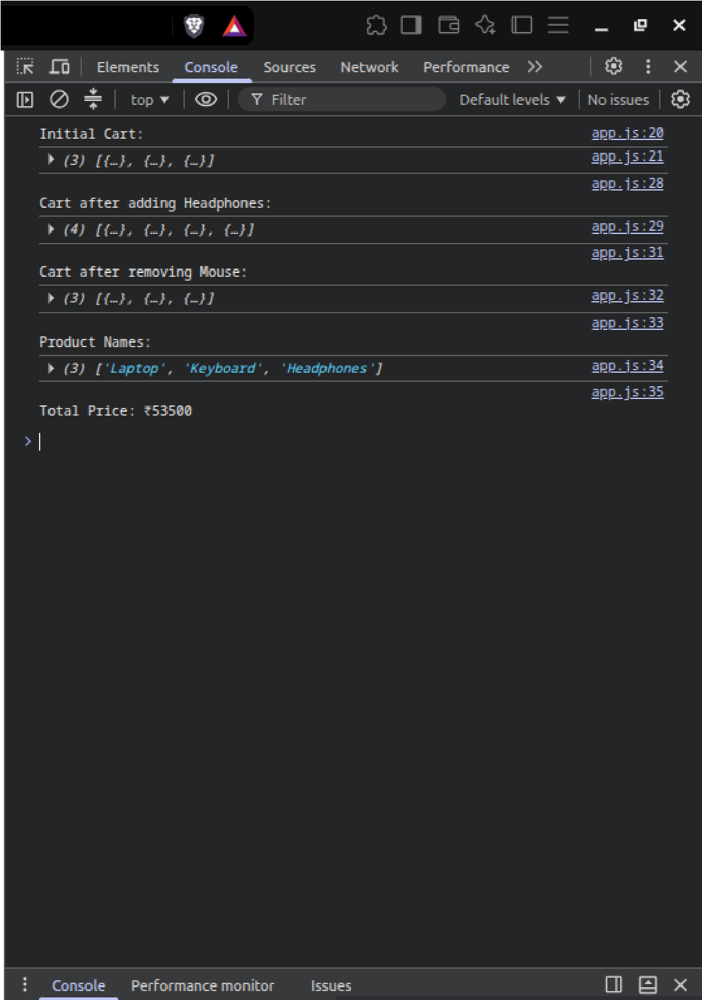 Elements Console Sources Network Performance
top Filter Default levels No issues
Initial Cart: app.js:20
(3) [{…}, {…}, {…}] app.js:21
app.js:28
Cart after adding Headphones:
(4) [{…}, {…}, {…}, {…}] app.js:29
app.js:31
Cart after removing Mouse:
(3) [{…}, {…}, {…}] app.js:32
app.js:33
Product Names:
(3) ['Laptop', 'Keyboard', 'Headphones'] app.js:34
app.js:35
Total Price: ₹53500
Console Performance monitor Issues